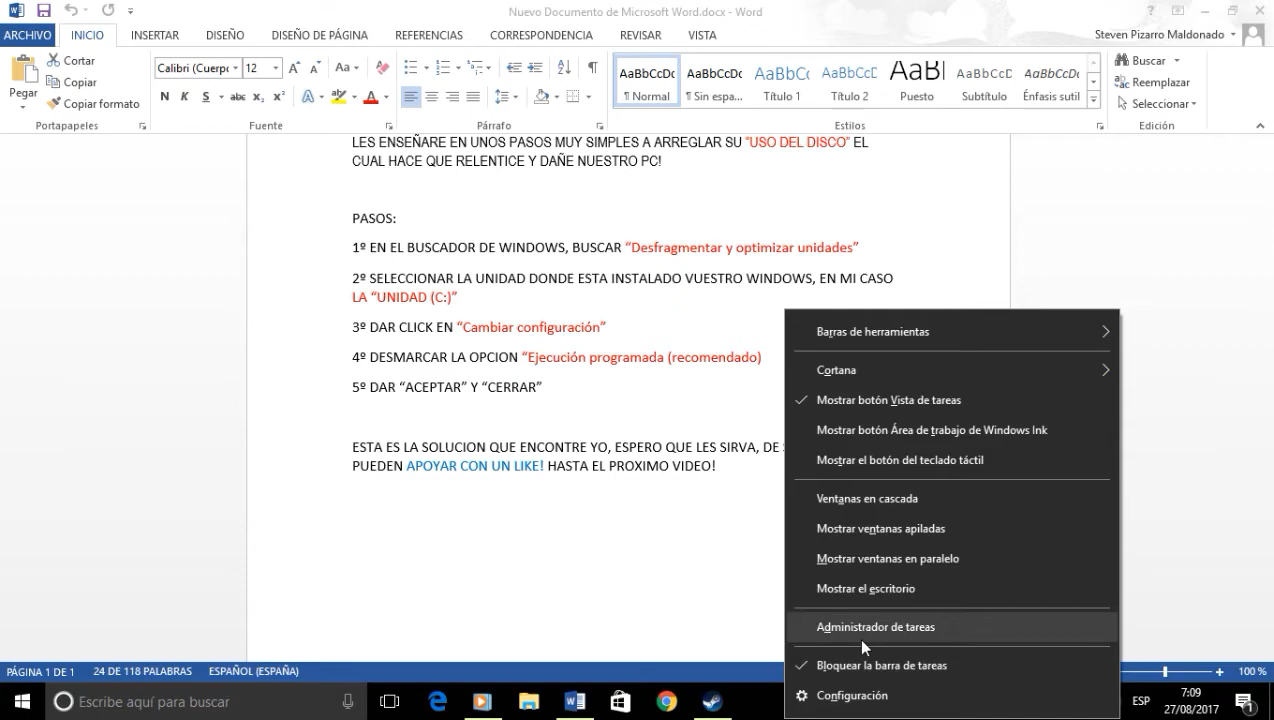 Nuevo Documento de Microsoft Word.docx - Word
ARCHIVO INICIO INSERTAR DISEÑO DISEÑO DE PÁGINA REFERENCIAS CORRESPONDENCIA REVISAR VISTA Steven Pizarro Maldonado
Pegar
Cortar
Copiar
Copiar formato
Portapapeles
Calibri (Cuerpo 12
N K S abc x₂ x²
Fuente
Párrafo
AaBbCcDc AaBbCcDc AaBbCc AaBbCcC AaBl AaBbCcD AaBbCcDc
¶ Normal ¶ Sin espa... Título 1 Título 2 Puesto Subtítulo Énfasis sutil
Estilos
Buscar
Reemplazar
Seleccionar
Edición
LES ENSEÑARE EN UNOS PASOS MUY SIMPLES A ARREGLAR SU "USO DEL DISCO" EL
CUAL HACE QUE RELENTICE Y DAÑE NUESTRO PC!
PASOS:
1º EN EL BUSCADOR DE WINDOWS, BUSCAR “Desfragmentar y optimizar unidades”
2º SELECCIONAR LA UNIDAD DONDE ESTA INSTALADO VUESTRO WINDOWS, EN MI CASO
LA “UNIDAD (C:)”
3º DAR CLICK EN “Cambiar configuración”
4º DESMARCAR LA OPCION “Ejecución programada (recomendado)
5º DAR “ACEPTAR” Y “CERRAR”
ESTA ES LA SOLUCION QUE ENCONTRE YO, ESPERO QUE LES SIRVA, DE
PUEDEN APOYAR CON UN LIKE! HASTA EL PROXIMO VIDEO!
Barras de herramientas
Cortana
Mostrar botón Vista de tareas
Mostrar botón Área de trabajo de Windows Ink
Mostrar el botón del teclado táctil
Ventanas en cascada
Mostrar ventanas apiladas
Mostrar ventanas en paralelo
Mostrar el escritorio
Administrador de tareas
Bloquear la barra de tareas
Configuración
PÁGINA 1 DE 1 24 DE 118 PALABRAS ESPAÑOL (ESPAÑA) 100 %
Escribe aquí para buscar
ESP
7:09
27/08/2017